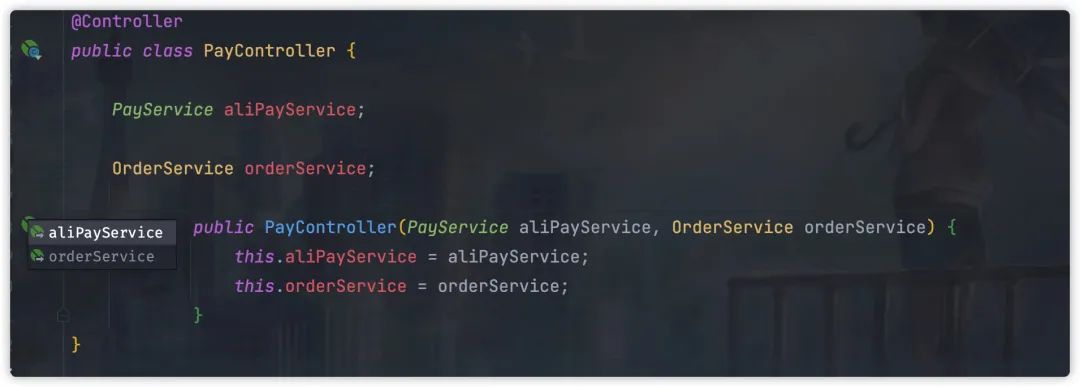 @Controller
public class PayController {
PayService aliPayService;
OrderService orderService;
public PayController(PayService aliPayService, OrderService orderService) {
aliPayService
this.aliPayService = aliPayService;
orderService
this.orderService = orderService;
}
}